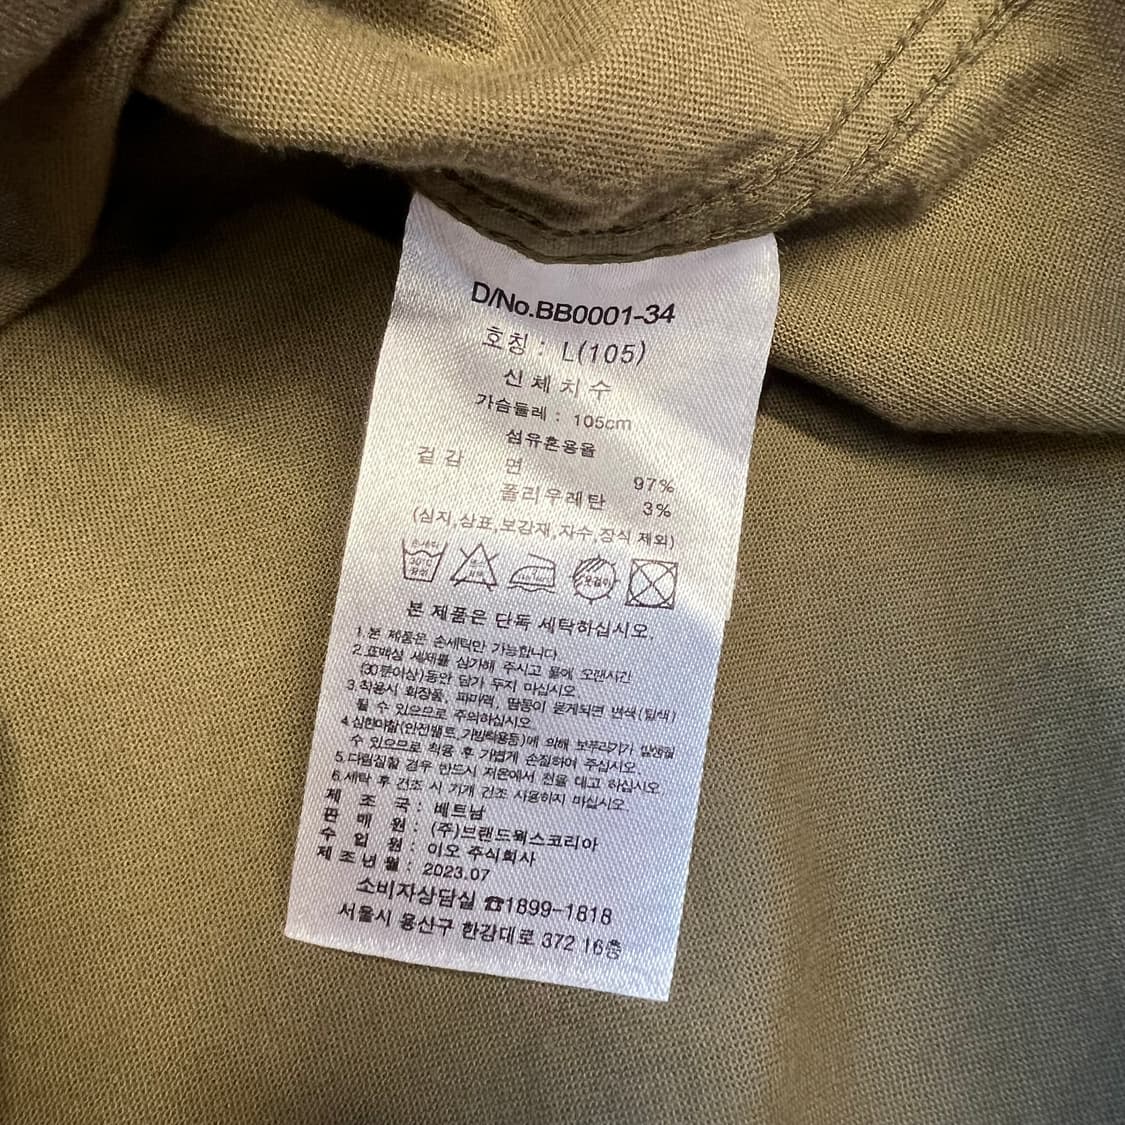 D/No.BB0001-34
호칭 : L(105)
신체치수
가슴둘레 : 105cm
섬유혼용율
겉감 면 97%
폴리우레탄 3%
(심지,상표,보강재,자수,장식 제외)
손세탁 30℃ 중성
옷걸이
본 제품은 단독 세탁하십시오.
1.본 제품은 손세탁만 가능합니다
2.표백성 세제를 삼가해 주시고 물에 오랜시간
(30분이상)동안 담가 두지 마십시오.
3.착용시 화장품, 파마액, 땀등이 묻게되면 변색(탈색)
될 수 있으므로 주의하십시오
4.심한마찰(안전벨트,가방착용등)에 의해 보푸라기가 발생될
수 있으므로 착용 후 가볍게 손질하여 주십시오.
5.다림질할 경우 반드시 저온에서 천을 대고 하십시오.
6.세탁 후 건조 시 기계 건조 사용하지 마십시오.
제 조 국 : 베트남
판 매 원 : (주)브랜드웍스코리아
수 입 원 : 이오 주식회사
제조년월 : 2023.07
소비자상담실 ☎1899-1818
서울시 용산구 한강대로 372 16층